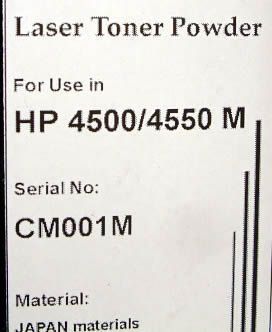 Laser Toner Powder
For Use in
HP 4500/4550 M
Serial No:
CM001M
Material:
JAPAN materials